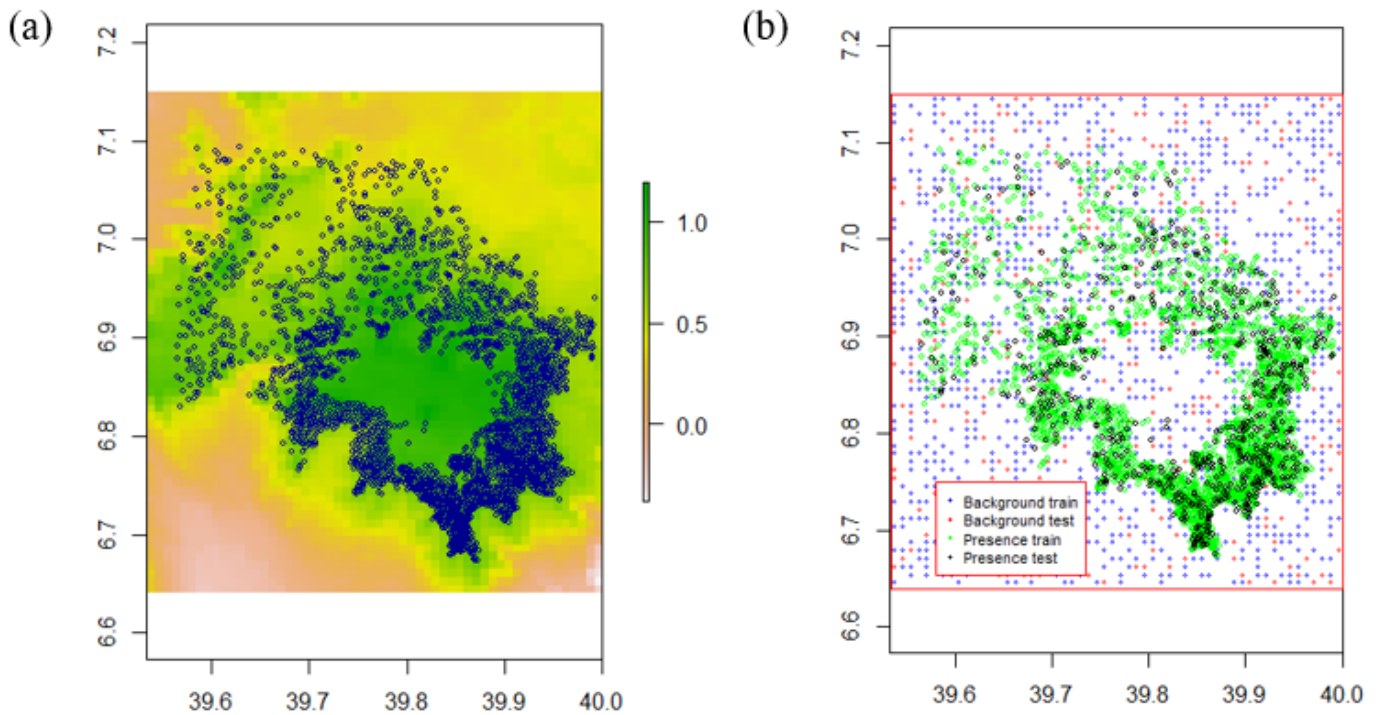 (a)
7.2
7.1
7.0
6.9
6.8
6.7
6.6
39.6 39.7 39.8 39.9 40.0
1.0
0.5
0.0
(b)
7.2
7.1
7.0
6.9
6.8
6.7
6.6
Background train
Background test
Presence train
Presence test
39.6 39.7 39.8 39.9 40.0